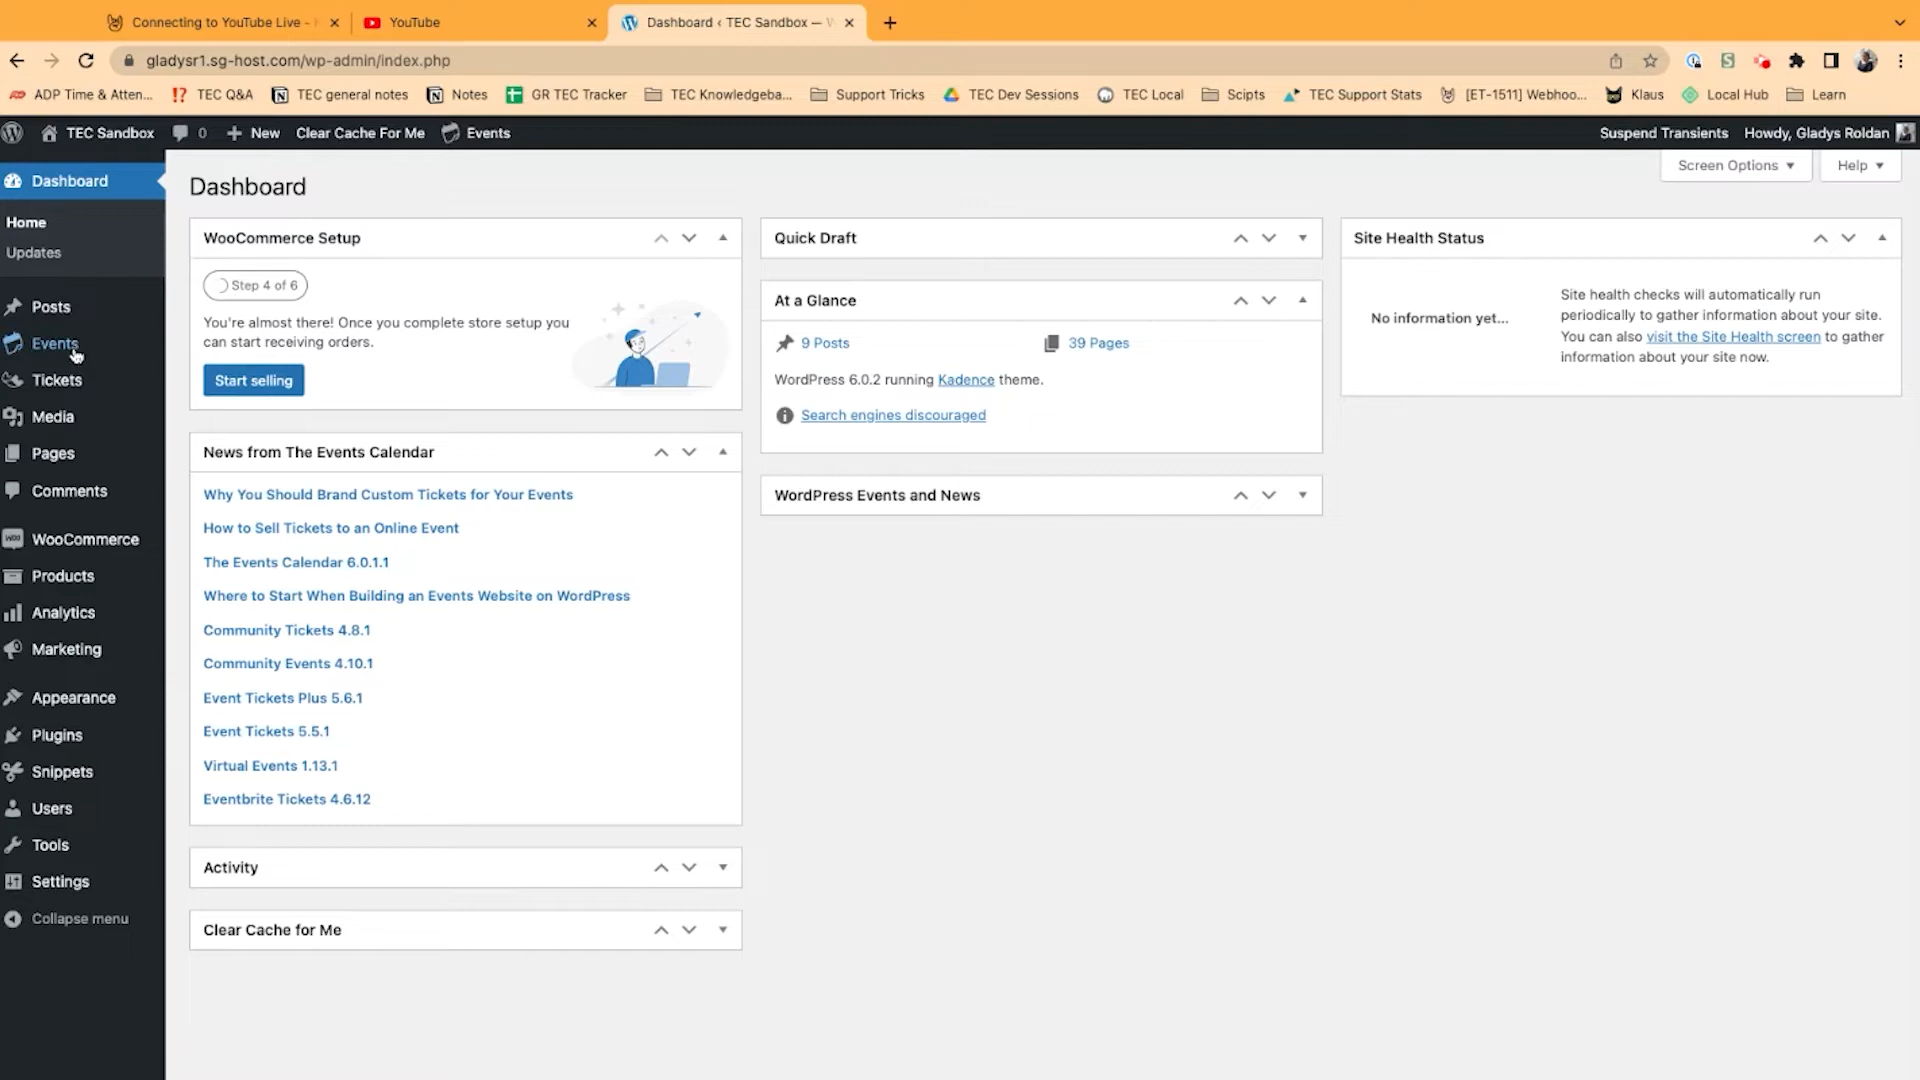 Connecting to YouTube Live -
YouTube
Dashboard ‹ TEC Sandbox —
gladysr1.sg-host.com/wp-admin/index.php
ADP Time & Atten...
TEC Q&A
TEC general notes
Notes
GR TEC Tracker
TEC Knowledgeba...
Support Tricks
TEC Dev Sessions
TEC Local
Scipts
TEC Support Stats
[ET-1511] Webhoo...
Klaus
Local Hub
Learn
TEC Sandbox
0
New
Clear Cache For Me
Events
Suspend Transients
Howdy, Gladys Roldan
Dashboard
Home
Updates
Posts
Events
Tickets
Media
Pages
Comments
WooCommerce
Products
Analytics
Marketing
Appearance
Plugins
Snippets
Users
Tools
Settings
Collapse menu
Screen Options
Help
Dashboard
WooCommerce Setup
Step 4 of 6
You're almost there! Once you complete store setup you
can start receiving orders.
Start selling
News from The Events Calendar
Why You Should Brand Custom Tickets for Your Events
How to Sell Tickets to an Online Event
The Events Calendar 6.0.1.1
Where to Start When Building an Events Website on WordPress
Community Tickets 4.8.1
Community Events 4.10.1
Event Tickets Plus 5.6.1
Event Tickets 5.5.1
Virtual Events 1.13.1
Eventbrite Tickets 4.6.12
Activity
Clear Cache for Me
Quick Draft
At a Glance
9 Posts
39 Pages
WordPress 6.0.2 running Kadence theme.
Search engines discouraged
WordPress Events and News
Site Health Status
No information yet...
Site health checks will automatically run
periodically to gather information about your site.
You can also visit the Site Health screen to gather
information about your site now.